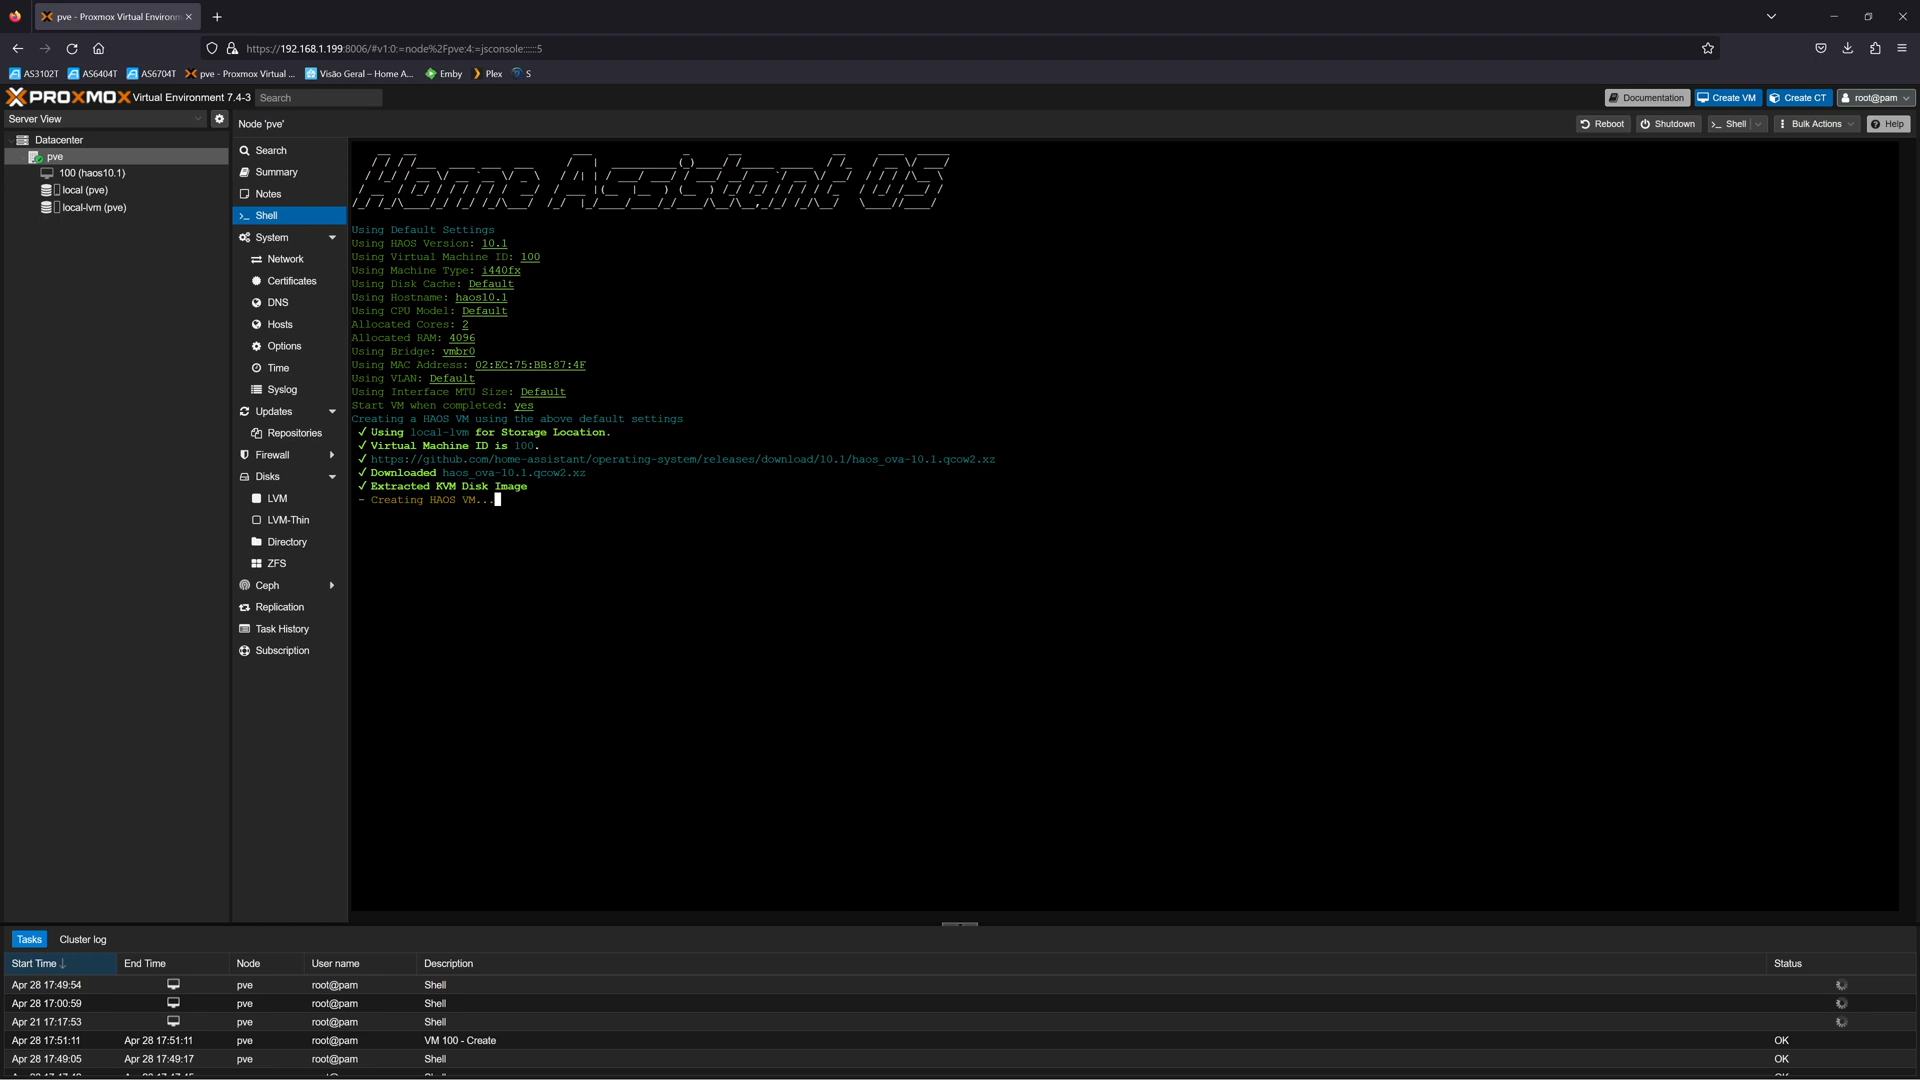 pve - Proxmox Virtual Environm
https://192.168.1.199:8006/#v1:0:=node%2Fpve:4:=jsconsole::::::5
AS3102T AS6404T AS6704T pve - Proxmox Virtual ... Visão Geral – Home A... Emby Plex S
PROXMOX Virtual Environment 7.4-3 Search Documentation Create VM Create CT root@pam
Server View
Datacenter
pve
100 (haos10.1)
local (pve)
local-lvm (pve)
Node 'pve' Reboot Shutdown Shell Bulk Actions Help
Search
Summary
Notes
Shell
System
Network
Certificates
DNS
Hosts
Options
Time
Syslog
Updates
Repositories
Firewall
Disks
LVM
LVM-Thin
Directory
ZFS
Ceph
Replication
Task History
Subscription
Home Assistant OS
Using Default Settings
Using HAOS Version: 10.1
Using Virtual Machine ID: 100
Using Machine Type: i440fx
Using Disk Cache: Default
Using Hostname: haos10.1
Using CPU Model: Default
Allocated Cores: 2
Allocated RAM: 4096
Using Bridge: vmbr0
Using MAC Address: 02:EC:75:BB:87:4F
Using VLAN: Default
Using Interface MTU Size: Default
Start VM when completed: yes
Creating a HAOS VM using the above default settings
✓ Using local-lvm for Storage Location.
✓ Virtual Machine ID is 100.
✓ https://github.com/home-assistant/operating-system/releases/download/10.1/haos_ova-10.1.qcow2.xz
✓ Downloaded haos_ova-10.1.qcow2.xz
✓ Extracted KVM Disk Image
- Creating HAOS VM...
Tasks Cluster log
Start Time End Time Node User name Description Status
Apr 28 17:49:54 pve root@pam Shell
Apr 28 17:00:59 pve root@pam Shell
Apr 21 17:17:53 pve root@pam Shell
Apr 28 17:51:11 Apr 28 17:51:11 pve root@pam VM 100 - Create OK
Apr 28 17:49:05 Apr 28 17:49:17 pve root@pam Shell OK